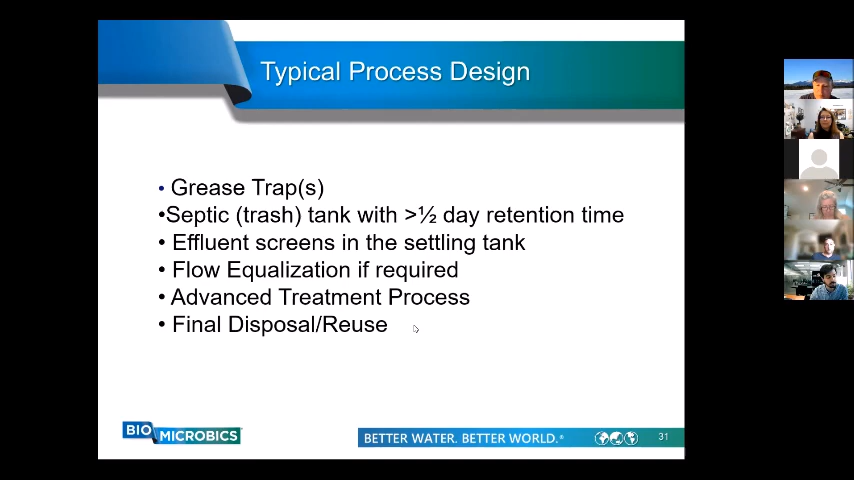 Typical Process Design
• Grease Trap(s)
•Septic (trash) tank with >½ day retention time
• Effluent screens in the settling tank
• Flow Equalization if required
• Advanced Treatment Process
• Final Disposal/Reuse
BIO MICROBICS
BETTER WATER. BETTER WORLD.®
31